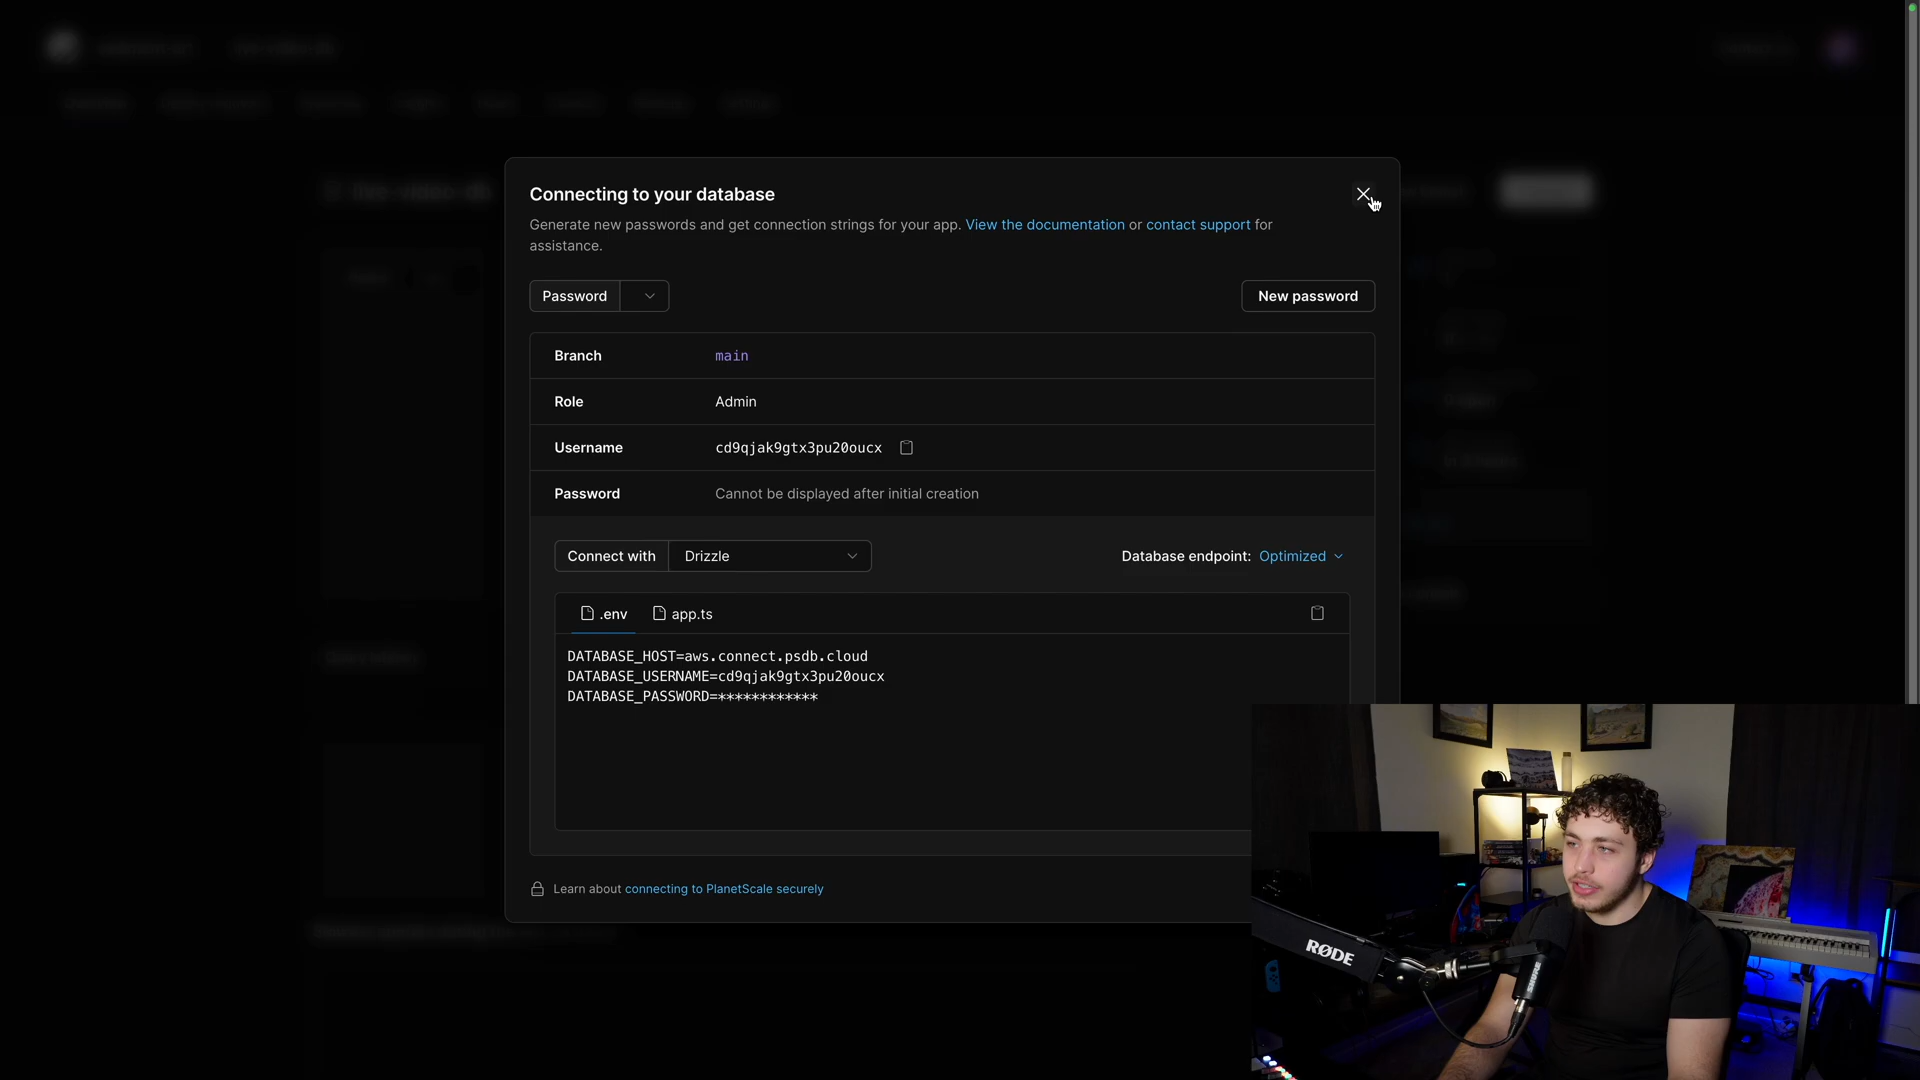 Connecting to your database
Generate new passwords and get connection strings for your app. View the documentation or contact support for
assistance.
Password
New password
Branch main
Role Admin
Username cd9qjak9gtx3pu20oucx
Password Cannot be displayed after initial creation
Connect with Drizzle
Database endpoint: Optimized
.env app.ts
DATABASE_HOST=aws.connect.psdb.cloud
DATABASE_USERNAME=cd9qjak9gtx3pu20oucx
DATABASE_PASSWORD=************
Learn about connecting to PlanetScale securely
RØDE
SHURE